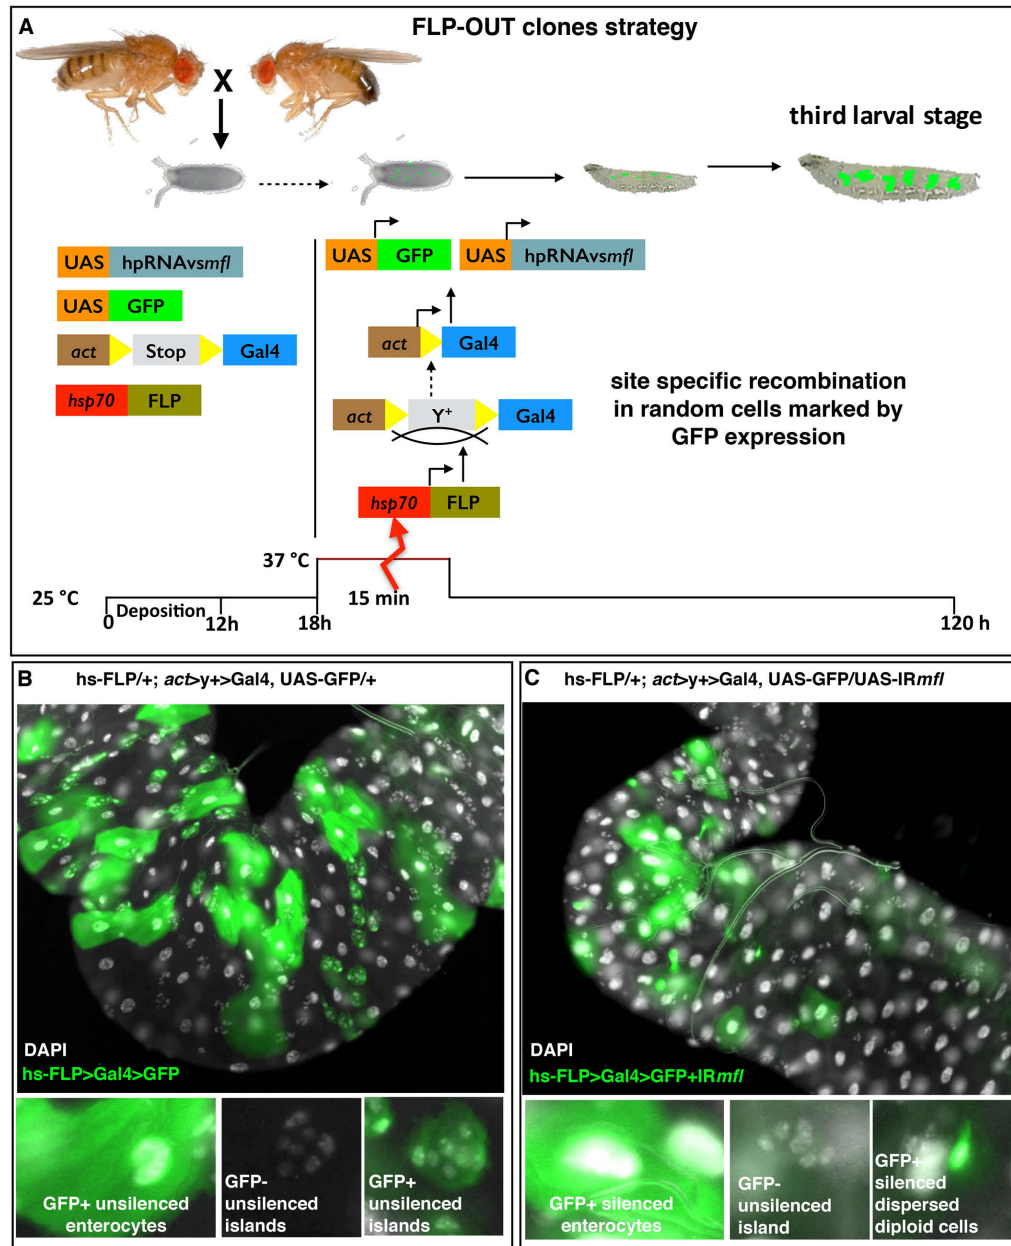 A
FLP-OUT clones strategy
X
third larval stage
UAS hpRNAvsmfl
UAS GFP
act Stop Gal4
hsp70 FLP
UAS GFP UAS hpRNAvsmfl
act Gal4
act Y+ Gal4
hsp70 FLP
site specific recombination
in random cells marked by
GFP expression
37 °C
25 °C
Deposition
15 min
0 12h 18h 120 h
B hs-FLP/+; act>y+>Gal4, UAS-GFP/+
DAPI
hs-FLP>Gal4>GFP
GFP+ unsilenced
enterocytes
GFP-
unsilenced
islands
GFP+
unsilenced
islands
C hs-FLP/+; act>y+>Gal4, UAS-GFP/UAS-IRmfl
DAPI
hs-FLP>Gal4>GFP+IRmfl
GFP+ silenced
enterocytes
GFP-
unsilenced
island
GFP+
silenced
dispersed
diploid cells